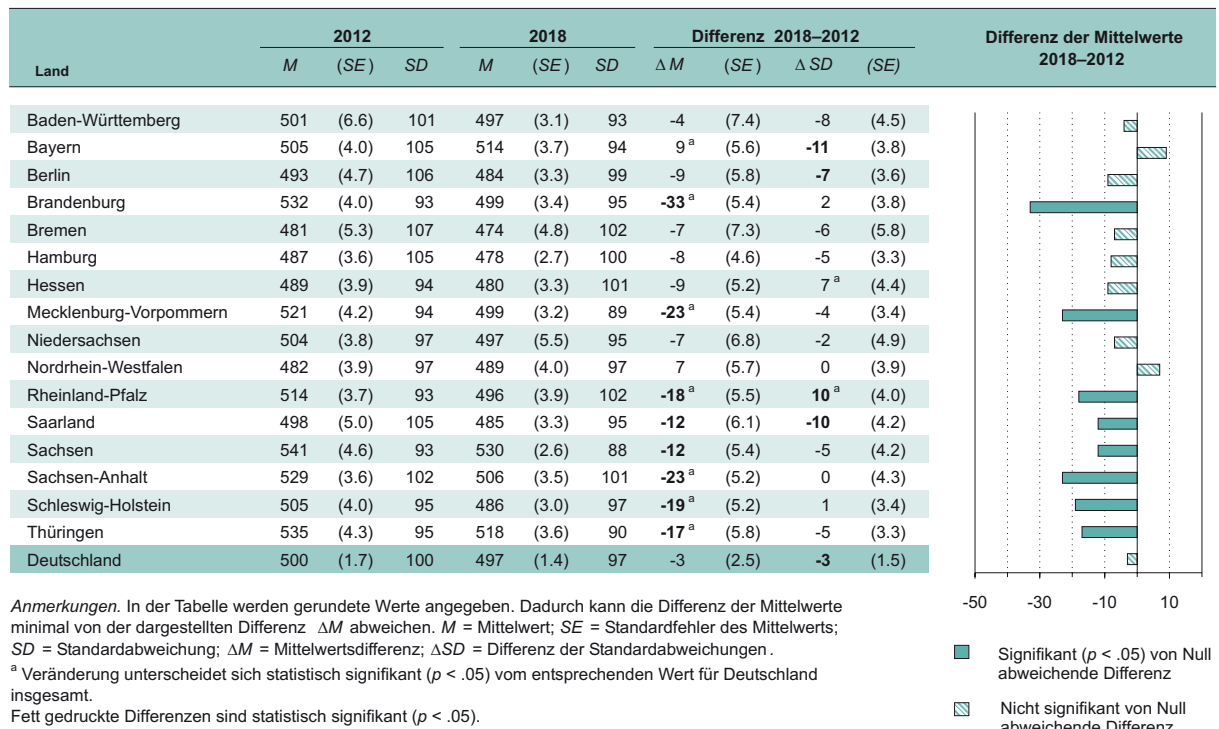 2012 2018 Differenz 2018–2012 Differenz der Mittelwerte
2018–2012
Land M (SE) SD M (SE) SD ΔM (SE) ΔSD (SE)
Baden-Württemberg 501 (6.6) 101 497 (3.1) 93 -4 (7.4) -8 (4.5)
Bayern 505 (4.0) 105 514 (3.7) 94 9 a (5.6) -11 (3.8)
Berlin 493 (4.7) 106 484 (3.3) 99 -9 (5.8) -7 (3.6)
Brandenburg 532 (4.0) 93 499 (3.4) 95 -33 a (5.4) 2 (3.8)
Bremen 481 (5.3) 107 474 (4.8) 102 -7 (7.3) -6 (5.8)
Hamburg 487 (3.6) 105 478 (2.7) 100 -8 (4.6) -5 (3.3)
Hessen 489 (3.9) 94 480 (3.3) 101 -9 (5.2) 7 a (4.4)
Mecklenburg-Vorpommern 521 (4.2) 94 499 (3.2) 89 -23 a (5.4) -4 (3.4)
Niedersachsen 504 (3.8) 97 497 (5.5) 95 -7 (6.8) -2 (4.9)
Nordrhein-Westfalen 482 (3.9) 97 489 (4.0) 97 7 (5.7) 0 (3.9)
Rheinland-Pfalz 514 (3.7) 93 496 (3.9) 102 -18 a (5.5) 10 a (4.0)
Saarland 498 (5.0) 105 485 (3.3) 95 -12 (6.1) -10 (4.2)
Sachsen 541 (4.6) 93 530 (2.6) 88 -12 (5.4) -5 (4.2)
Sachsen-Anhalt 529 (3.6) 102 506 (3.5) 101 -23 a (5.2) 0 (4.3)
Schleswig-Holstein 505 (4.0) 95 486 (3.0) 97 -19 a (5.2) 1 (3.4)
Thüringen 535 (4.3) 95 518 (3.6) 90 -17 a (5.8) -5 (3.3)
Deutschland 500 (1.7) 100 497 (1.4) 97 -3 (2.5) -3 (1.5)
-50 -30 -10 10
Anmerkungen. In der Tabelle werden gerundete Werte angegeben. Dadurch kann die Differenz der Mittelwerte
minimal von der dargestellten Differenz ΔM abweichen. M = Mittelwert; SE = Standardfehler des Mittelwerts;
SD = Standardabweichung; ΔM = Mittelwertsdifferenz; ΔSD = Differenz der Standardabweichungen.
a Veränderung unterscheidet sich statistisch signifikant (p < .05) vom entsprechenden Wert für Deutschland
insgesamt.
Fett gedruckte Differenzen sind statistisch signifikant (p < .05).
Signifikant (p < .05) von Null
abweichende Differenz
Nicht signifikant von Null
abweichende Differenz